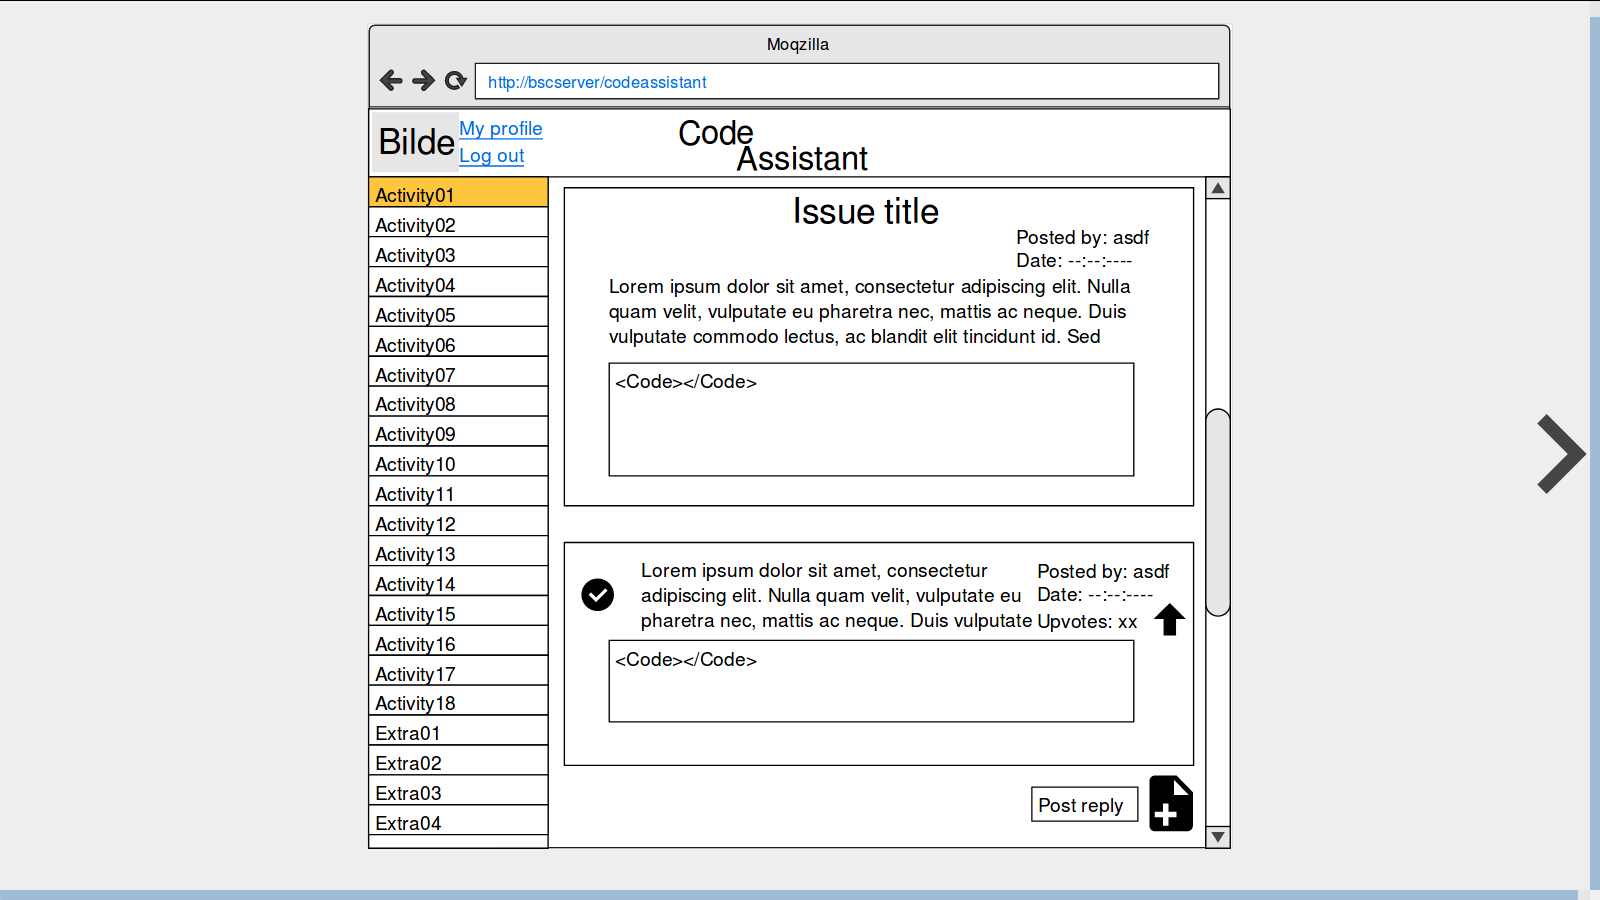 Moqzilla
http://bscserver/codeassistant
Bilde
My profile
Log out
Code
Assistant
Activity01
Activity02
Activity03
Activity04
Activity05
Activity06
Activity07
Activity08
Activity09
Activity10
Activity11
Activity12
Activity13
Activity14
Activity15
Activity16
Activity17
Activity18
Extra01
Extra02
Extra03
Extra04
Issue title
Posted by: asdf
Date: --:--:----
Lorem ipsum dolor sit amet, consectetur adipiscing elit. Nulla
quam velit, vulputate eu pharetra nec, mattis ac neque. Duis
vulputate commodo lectus, ac blandit elit tincidunt id. Sed
<Code></Code>
Lorem ipsum dolor sit amet, consectetur
adipiscing elit. Nulla quam velit, vulputate eu
pharetra nec, mattis ac neque. Duis vulputate
Posted by: asdf
Date: --:--:----
Upvotes: xx
<Code></Code>
Post reply